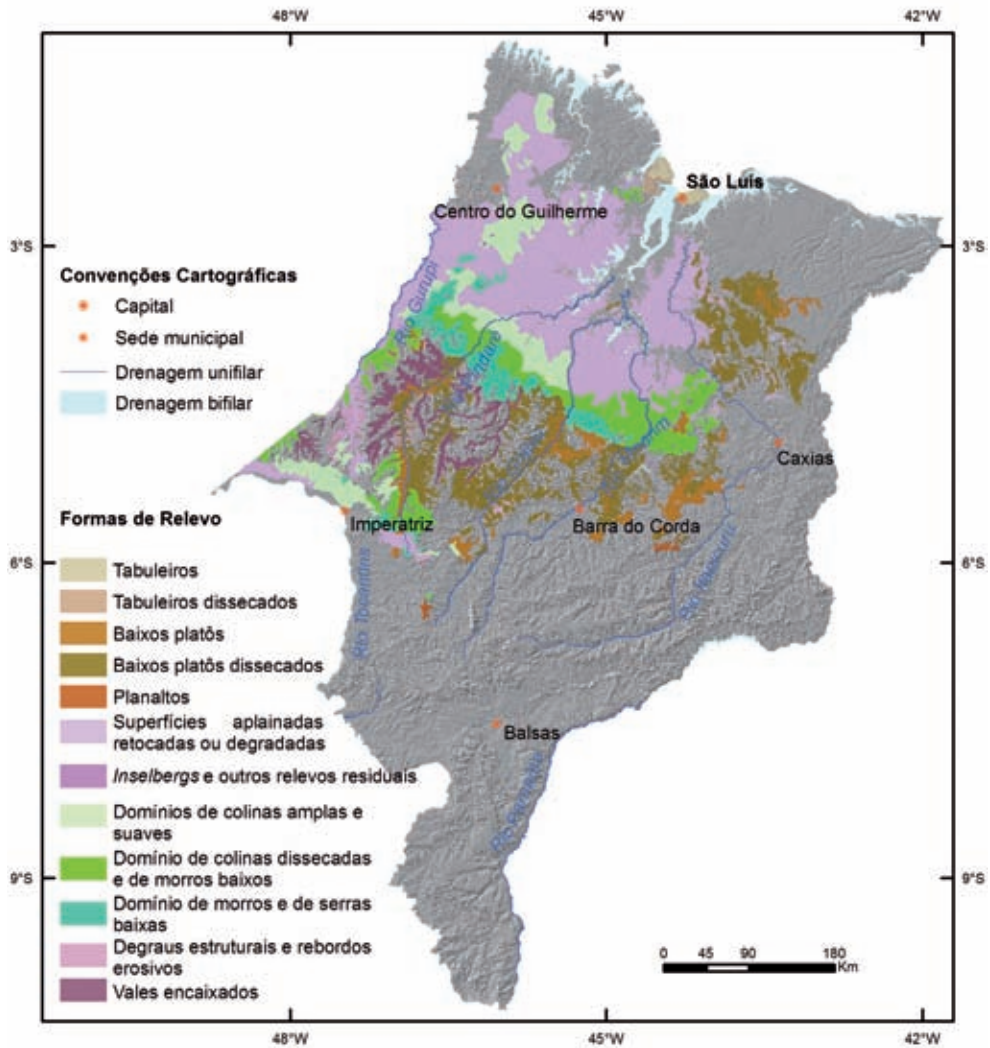 48°W 45°W 42°W
São Luís
Centro do Guilherme
3°S 3°S
Convenções Cartográficas
Capital
Sede municipal
Drenagem unifilar
Drenagem bifilar
Rio Gurupi
Caxias
Imperatriz
Barra do Corda
6°S 6°S
Rio Tocantins
Balsas
Rio Parnaíba
9°S 9°S
Formas de Relevo
Tabuleiros
Tabuleiros dissecados
Baixos platôs
Baixos platôs dissecados
Planaltos
Superfícies aplainadas
retocadas ou degradadas
Inselbergs e outros relevos residuais
Domínios de colinas amplas e
suaves
Domínio de colinas dissecadas
e de morros baixos
Domínio de morros e de serras
baixas
Degraus estruturais e rebordos
erosivos
Vales encaixados
0 45 90 180
Km
48°W 45°W 42°W